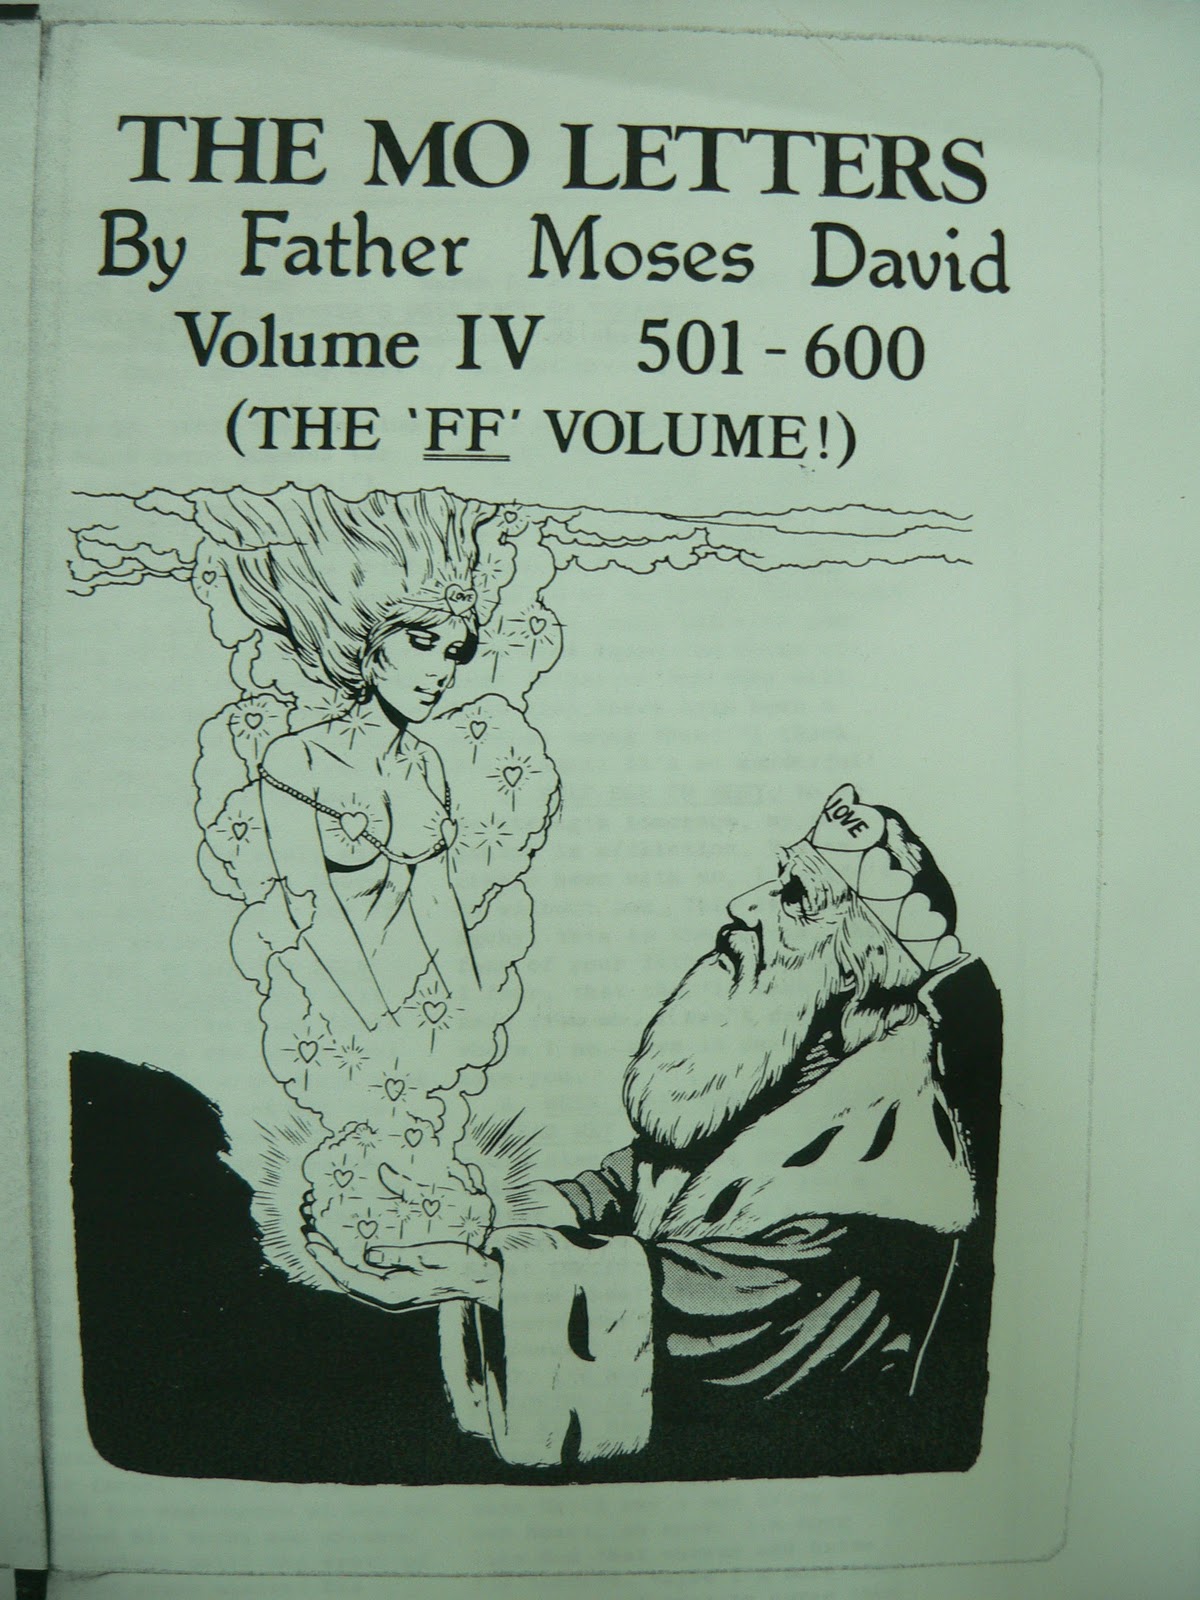 THE MO LETTERS
By Father Moses David
Volume IV 501 - 600
(THE 'FF' VOLUME!)
LOVE
LOVE